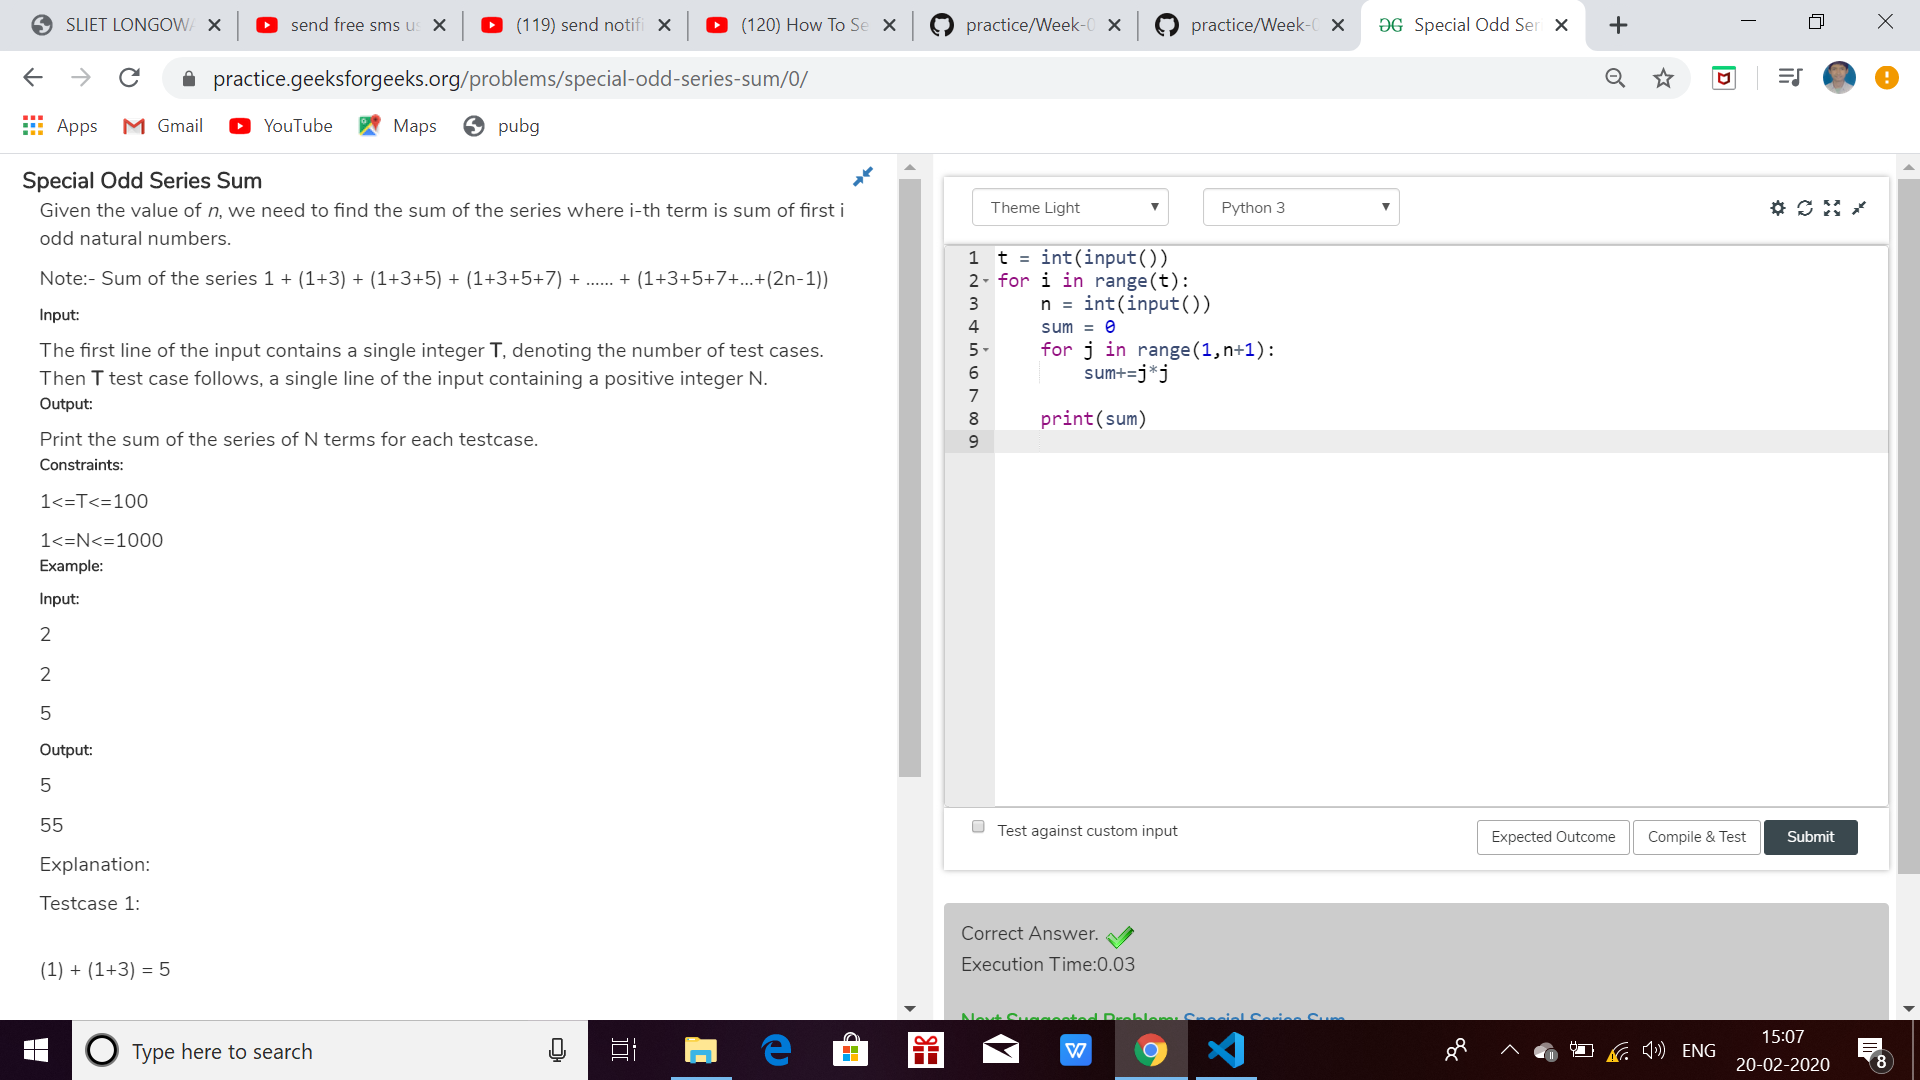 SLIET LONGOWA
send free sms us
(119) send notifi
(120) How To Se
practice/Week-0
practice/Week-0
Special Odd Ser
practice.geeksforgeeks.org/problems/special-odd-series-sum/0/
Apps
Gmail
YouTube
Maps
pubg
Special Odd Series Sum
Given the value of n, we need to find the sum of the series where i-th term is sum of first i
odd natural numbers.
Note:- Sum of the series 1 + (1+3) + (1+3+5) + (1+3+5+7) + ...... + (1+3+5+7+...+(2n-1))
Input:
The first line of the input contains a single integer T, denoting the number of test cases.
Then T test case follows, a single line of the input containing a positive integer N.
Output:
Print the sum of the series of N terms for each testcase.
Constraints:
1<=T<=100
1<=N<=1000
Example:
Input:
2
2
5
Output:
5
55
Explanation:
Testcase 1:
(1) + (1+3) = 5
Theme Light
Python 3
1 t = int(input())
2 for i in range(t):
3 n = int(input())
4 sum = 0
5 for j in range(1,n+1):
6 sum+=j*j
7
8 print(sum)
9
Test against custom input
Expected Outcome
Compile & Test
Submit
Correct Answer.
Execution Time:0.03
Next Suggested Problem: Special Series Sum
Type here to search
ENG
15:07
20-02-2020
8